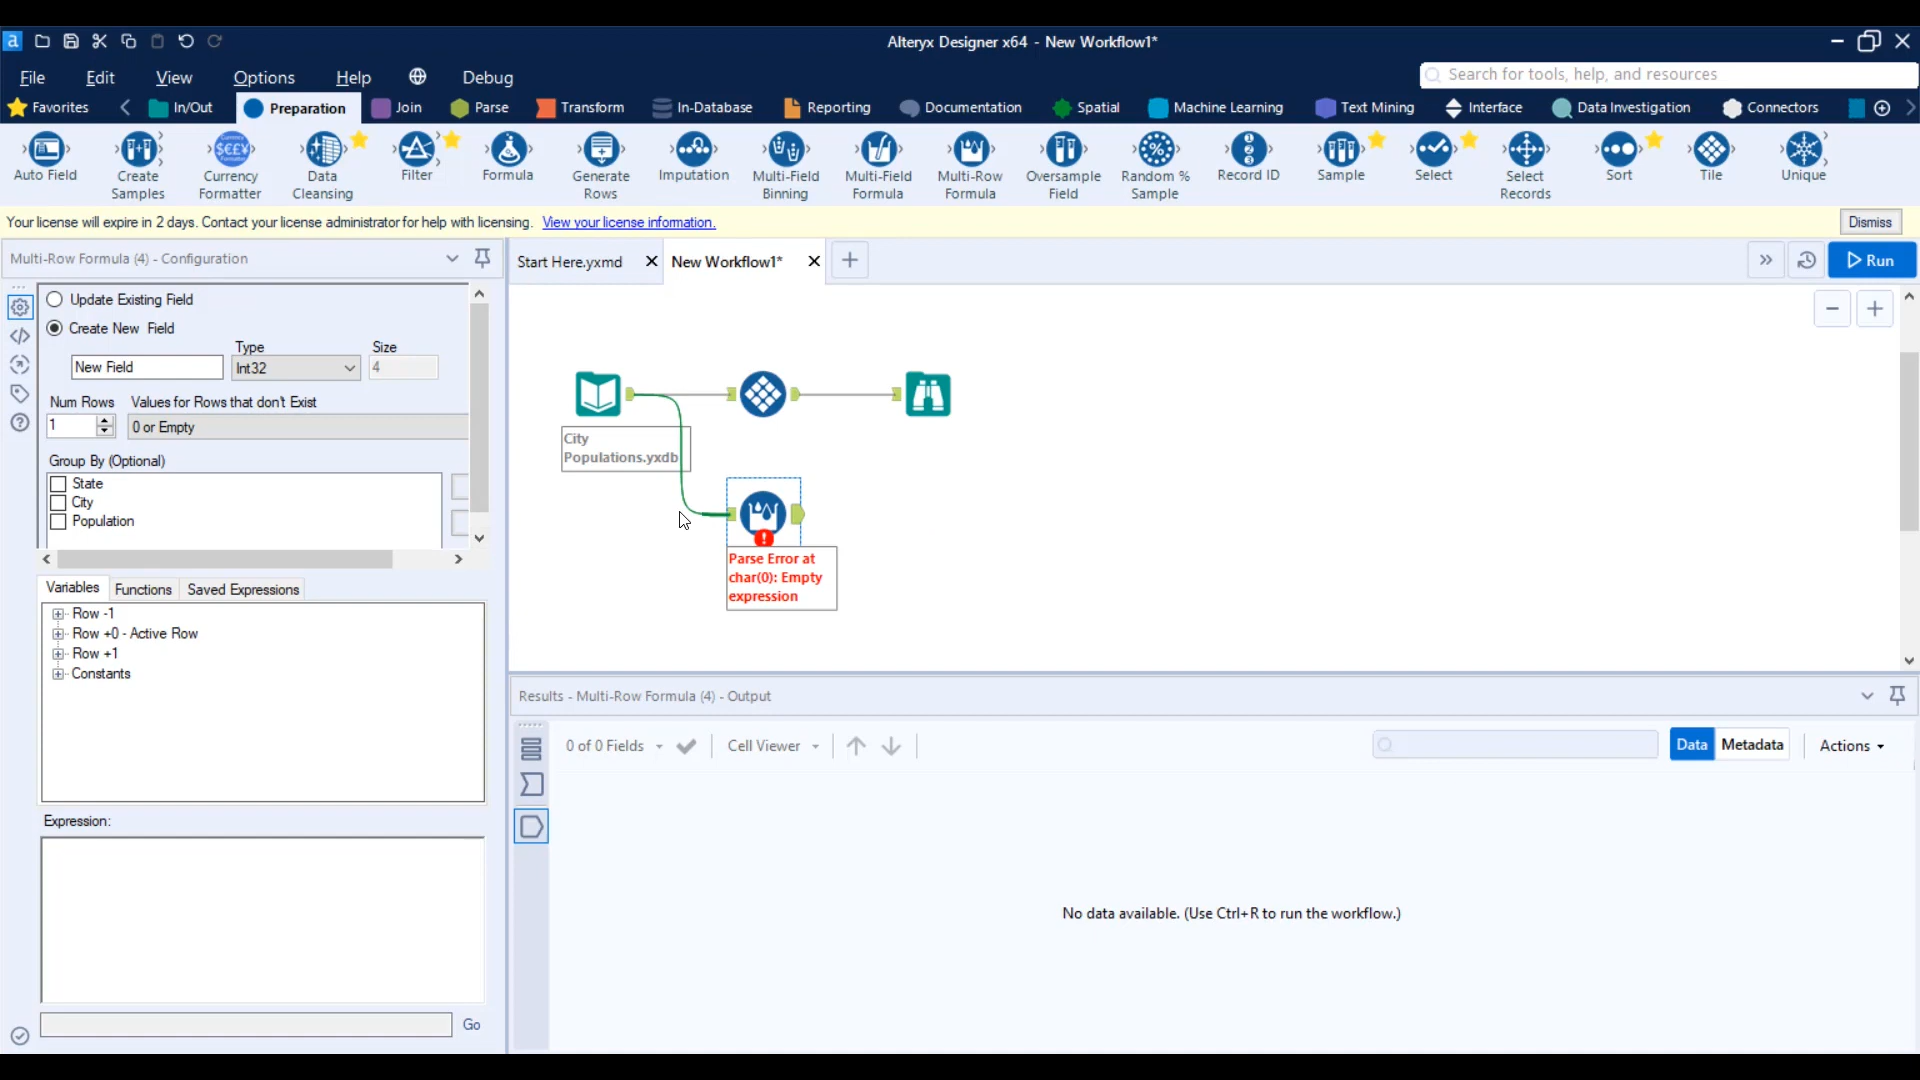 a
Alteryx Designer x64 - New Workflow1*
File Edit View Options Help Debug
Search for tools, help, and resources
Favorites In/Out Preparation Join Parse Transform In-Database Reporting Documentation Spatial Machine Learning Text Mining Interface Data Investigation Connectors
Auto Field
Create Samples
Currency Formatter
Data Cleansing
Filter
Formula
Generate Rows
Imputation
Multi-Field Binning
Multi-Field Formula
Multi-Row Formula
Oversample Field
Random % Sample
Record ID
Sample
Select
Select Records
Sort
Tile
Unique
Your license will expire in 2 days. Contact your license administrator for help with licensing. View your license information.
Dismiss
Multi-Row Formula (4) - Configuration
Start Here.yxmd
New Workflow1*
Run
Update Existing Field
Create New Field
Type
Size
New Field
Int32
4
Num Rows
Values for Rows that don't Exist
1
0 or Empty
Group By (Optional)
State
City
Population
Variables
Functions
Saved Expressions
Row -1
Row +0 - Active Row
Row +1
Constants
Expression:
Go
City
Populations.yxdb
Parse Error at
char(0): Empty
expression
Results - Multi-Row Formula (4) - Output
0 of 0 Fields
Cell Viewer
Data
Metadata
Actions
No data available. (Use Ctrl+R to run the workflow.)